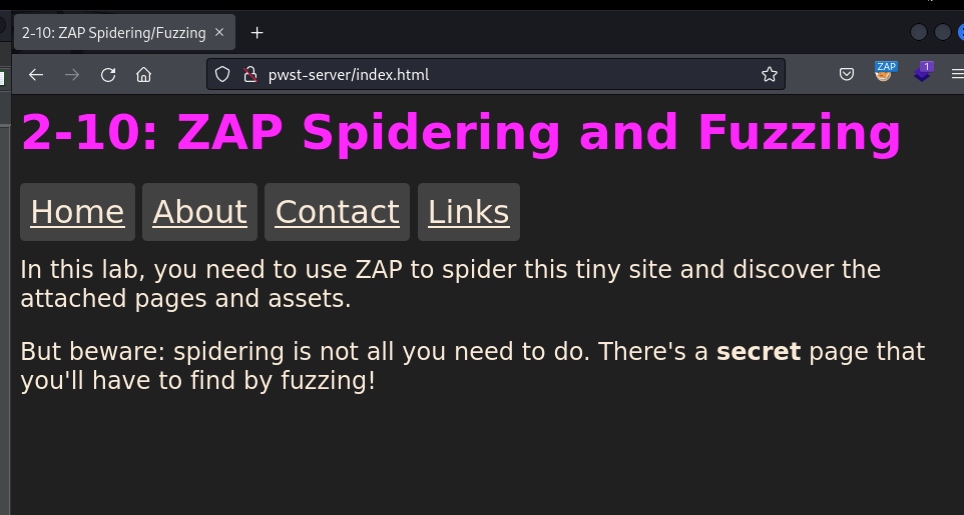 2-10: ZAP Spidering/Fuzzing
pwst-server/index.html
ZAP
1
2-10: ZAP Spidering and Fuzzing
Home About Contact Links
In this lab, you need to use ZAP to spider this tiny site and discover the
attached pages and assets.
But beware: spidering is not all you need to do. There's a secret page that
you'll have to find by fuzzing!